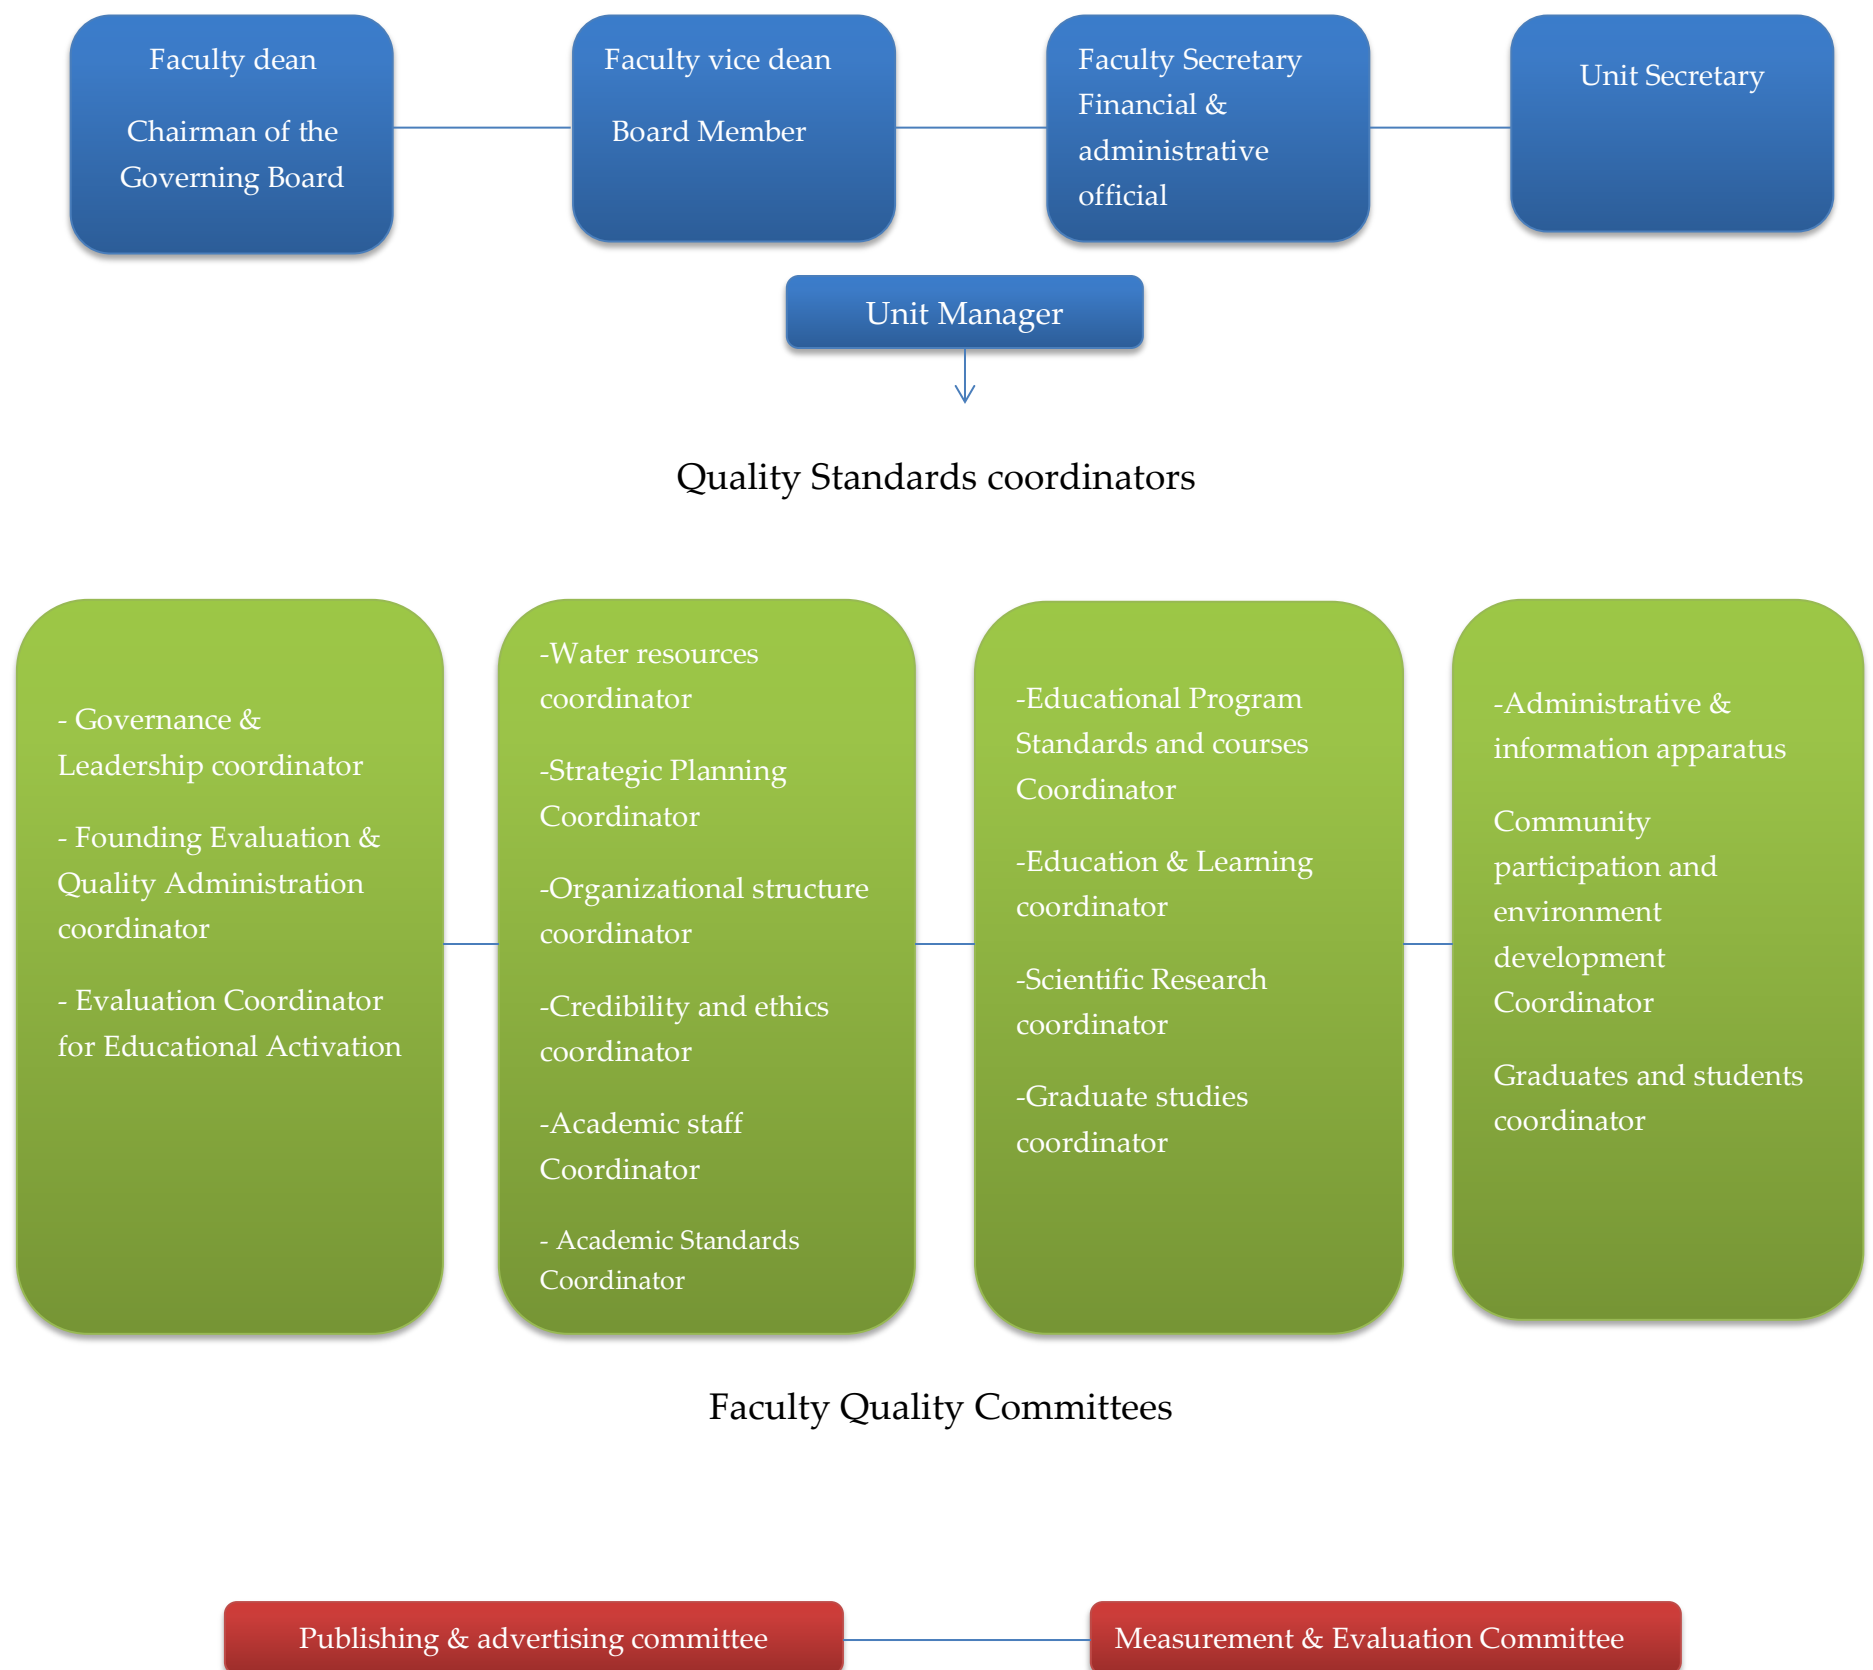 Faculty dean
Chairman of the
Governing Board
Faculty vice dean
Board Member
Faculty Secretary
Financial &
administrative
official
Unit Secretary
Unit Manager
Quality Standards coordinators
- Governance &
Leadership coordinator
- Founding Evaluation &
Quality Administration
coordinator
- Evaluation Coordinator
for Educational Activation
-Water resources
coordinator
-Strategic Planning
Coordinator
-Organizational structure
coordinator
-Credibility and ethics
coordinator
-Academic staff
Coordinator
- Academic Standards
Coordinator
-Educational Program
Standards and courses
Coordinator
-Education & Learning
coordinator
-Scientific Research
coordinator
-Graduate studies
coordinator
-Administrative &
information apparatus
Community
participation and
environment
development
Coordinator
Graduates and students
coordinator
Faculty Quality Committees
Publishing & advertising committee
Measurement & Evaluation Committee